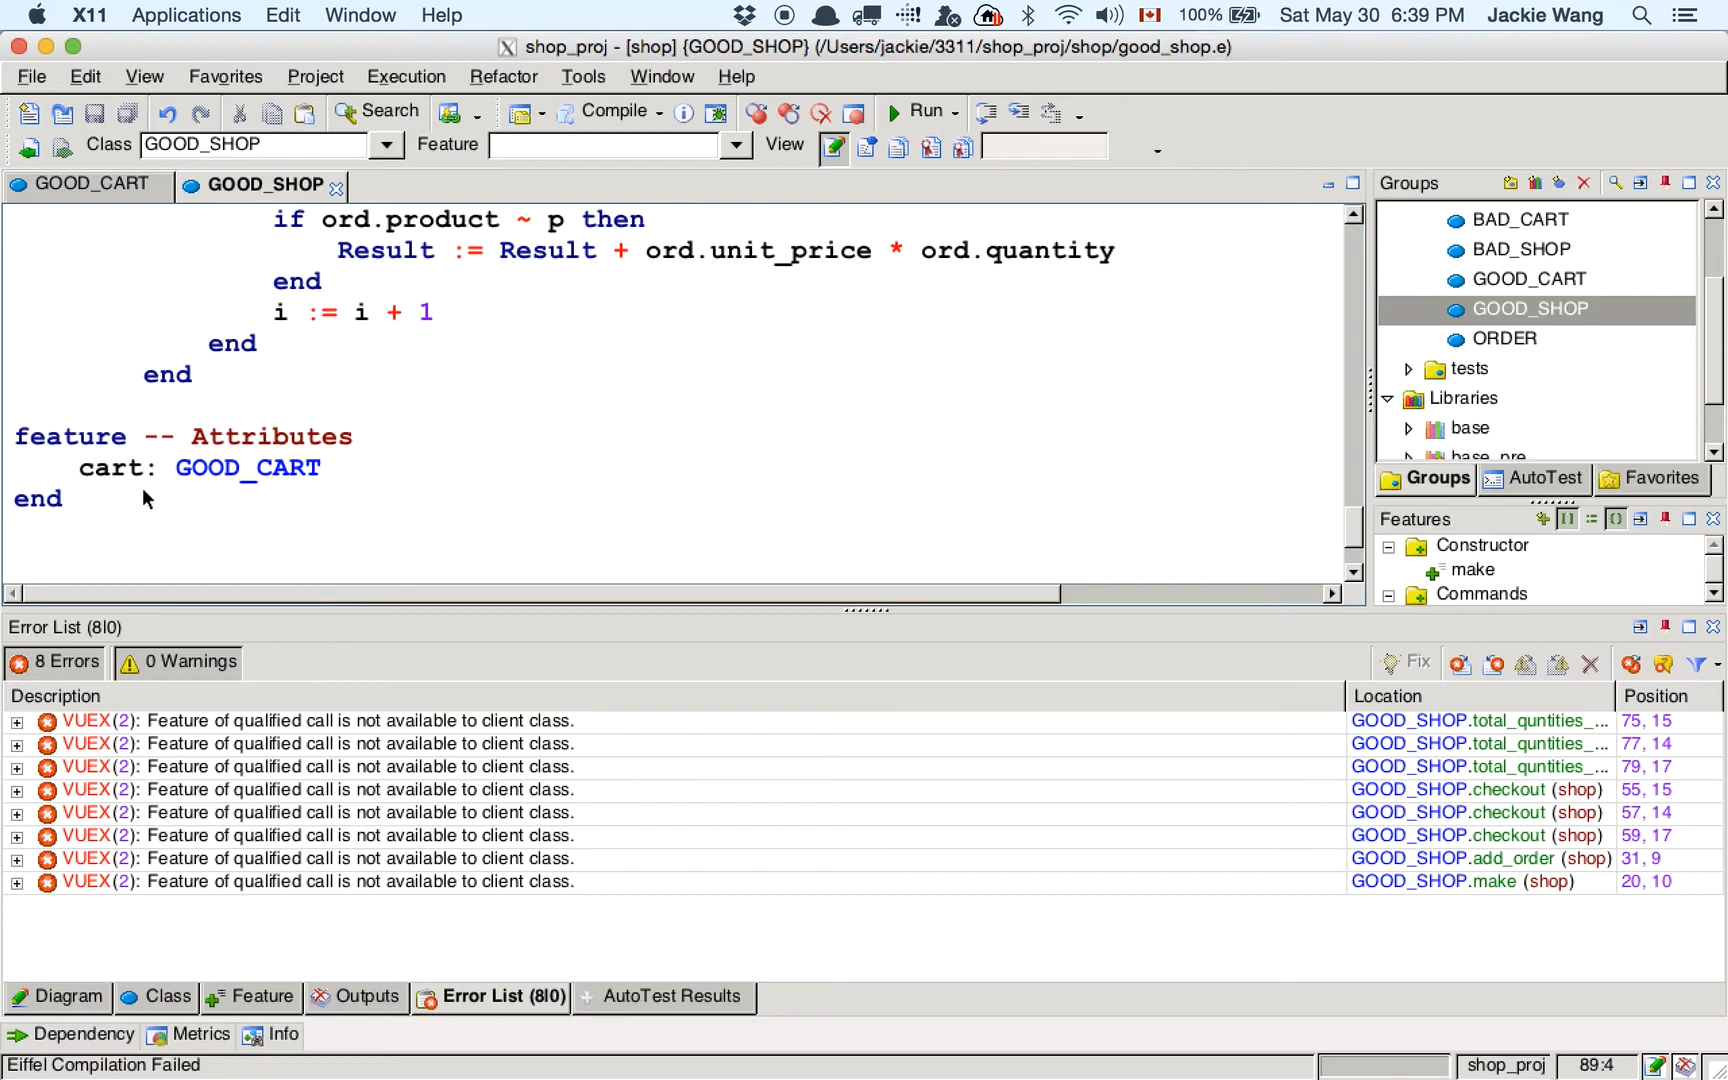 X11 Applications Edit Window Help 100% Sat May 30 6:39 PM Jackie Wang
shop_proj - [shop] {GOOD_SHOP} (/Users/jackie/3311/shop_proj/shop/good_shop.e)
File Edit View Favorites Project Execution Refactor Tools Window Help
Search Compile Run
Class GOOD_SHOP Feature View
GOOD_CART GOOD_SHOP
if ord.product ~ p then
Result := Result + ord.unit_price * ord.quantity
end
i := i + 1
end
end
feature -- Attributes
cart: GOOD_CART
end
Groups
BAD_CART
BAD_SHOP
GOOD_CART
GOOD_SHOP
ORDER
tests
Libraries
base
base_pre
Groups AutoTest Favorites
Features
Constructor
make
Commands
Error List (8|0)
8 Errors 0 Warnings Fix
Description Location Position
VUEX(2): Feature of qualified call is not available to client class. GOOD_SHOP.total_quntities_... 75, 15
VUEX(2): Feature of qualified call is not available to client class. GOOD_SHOP.total_quntities_... 77, 14
VUEX(2): Feature of qualified call is not available to client class. GOOD_SHOP.total_quntities_... 79, 17
VUEX(2): Feature of qualified call is not available to client class. GOOD_SHOP.checkout (shop) 55, 15
VUEX(2): Feature of qualified call is not available to client class. GOOD_SHOP.checkout (shop) 57, 14
VUEX(2): Feature of qualified call is not available to client class. GOOD_SHOP.checkout (shop) 59, 17
VUEX(2): Feature of qualified call is not available to client class. GOOD_SHOP.add_order (shop) 31, 9
VUEX(2): Feature of qualified call is not available to client class. GOOD_SHOP.make (shop) 20, 10
Diagram Class Feature Outputs Error List (8|0) AutoTest Results
Dependency Metrics Info
Eiffel Compilation Failed shop_proj 89:4